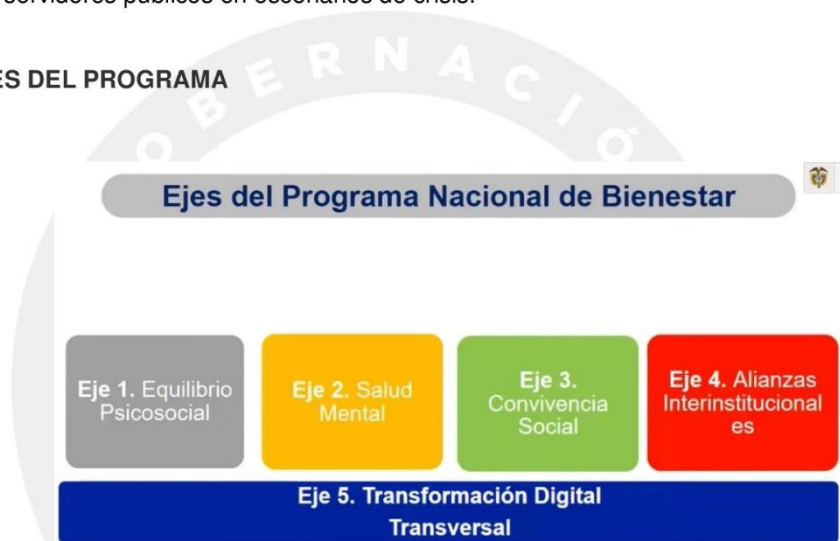 servidores públicos en escenarios de crisis.
ES DEL PROGRAMA
OBERNACIÓ
Ejes del Programa Nacional de Bienestar
Eje 1. Equilibrio
Psicosocial
Eje 2. Salud
Mental
Eje 3.
Convivencia
Social
Eje 4. Alianzas
Interinstitucional
es
Eje 5. Transformación Digital
Transversal